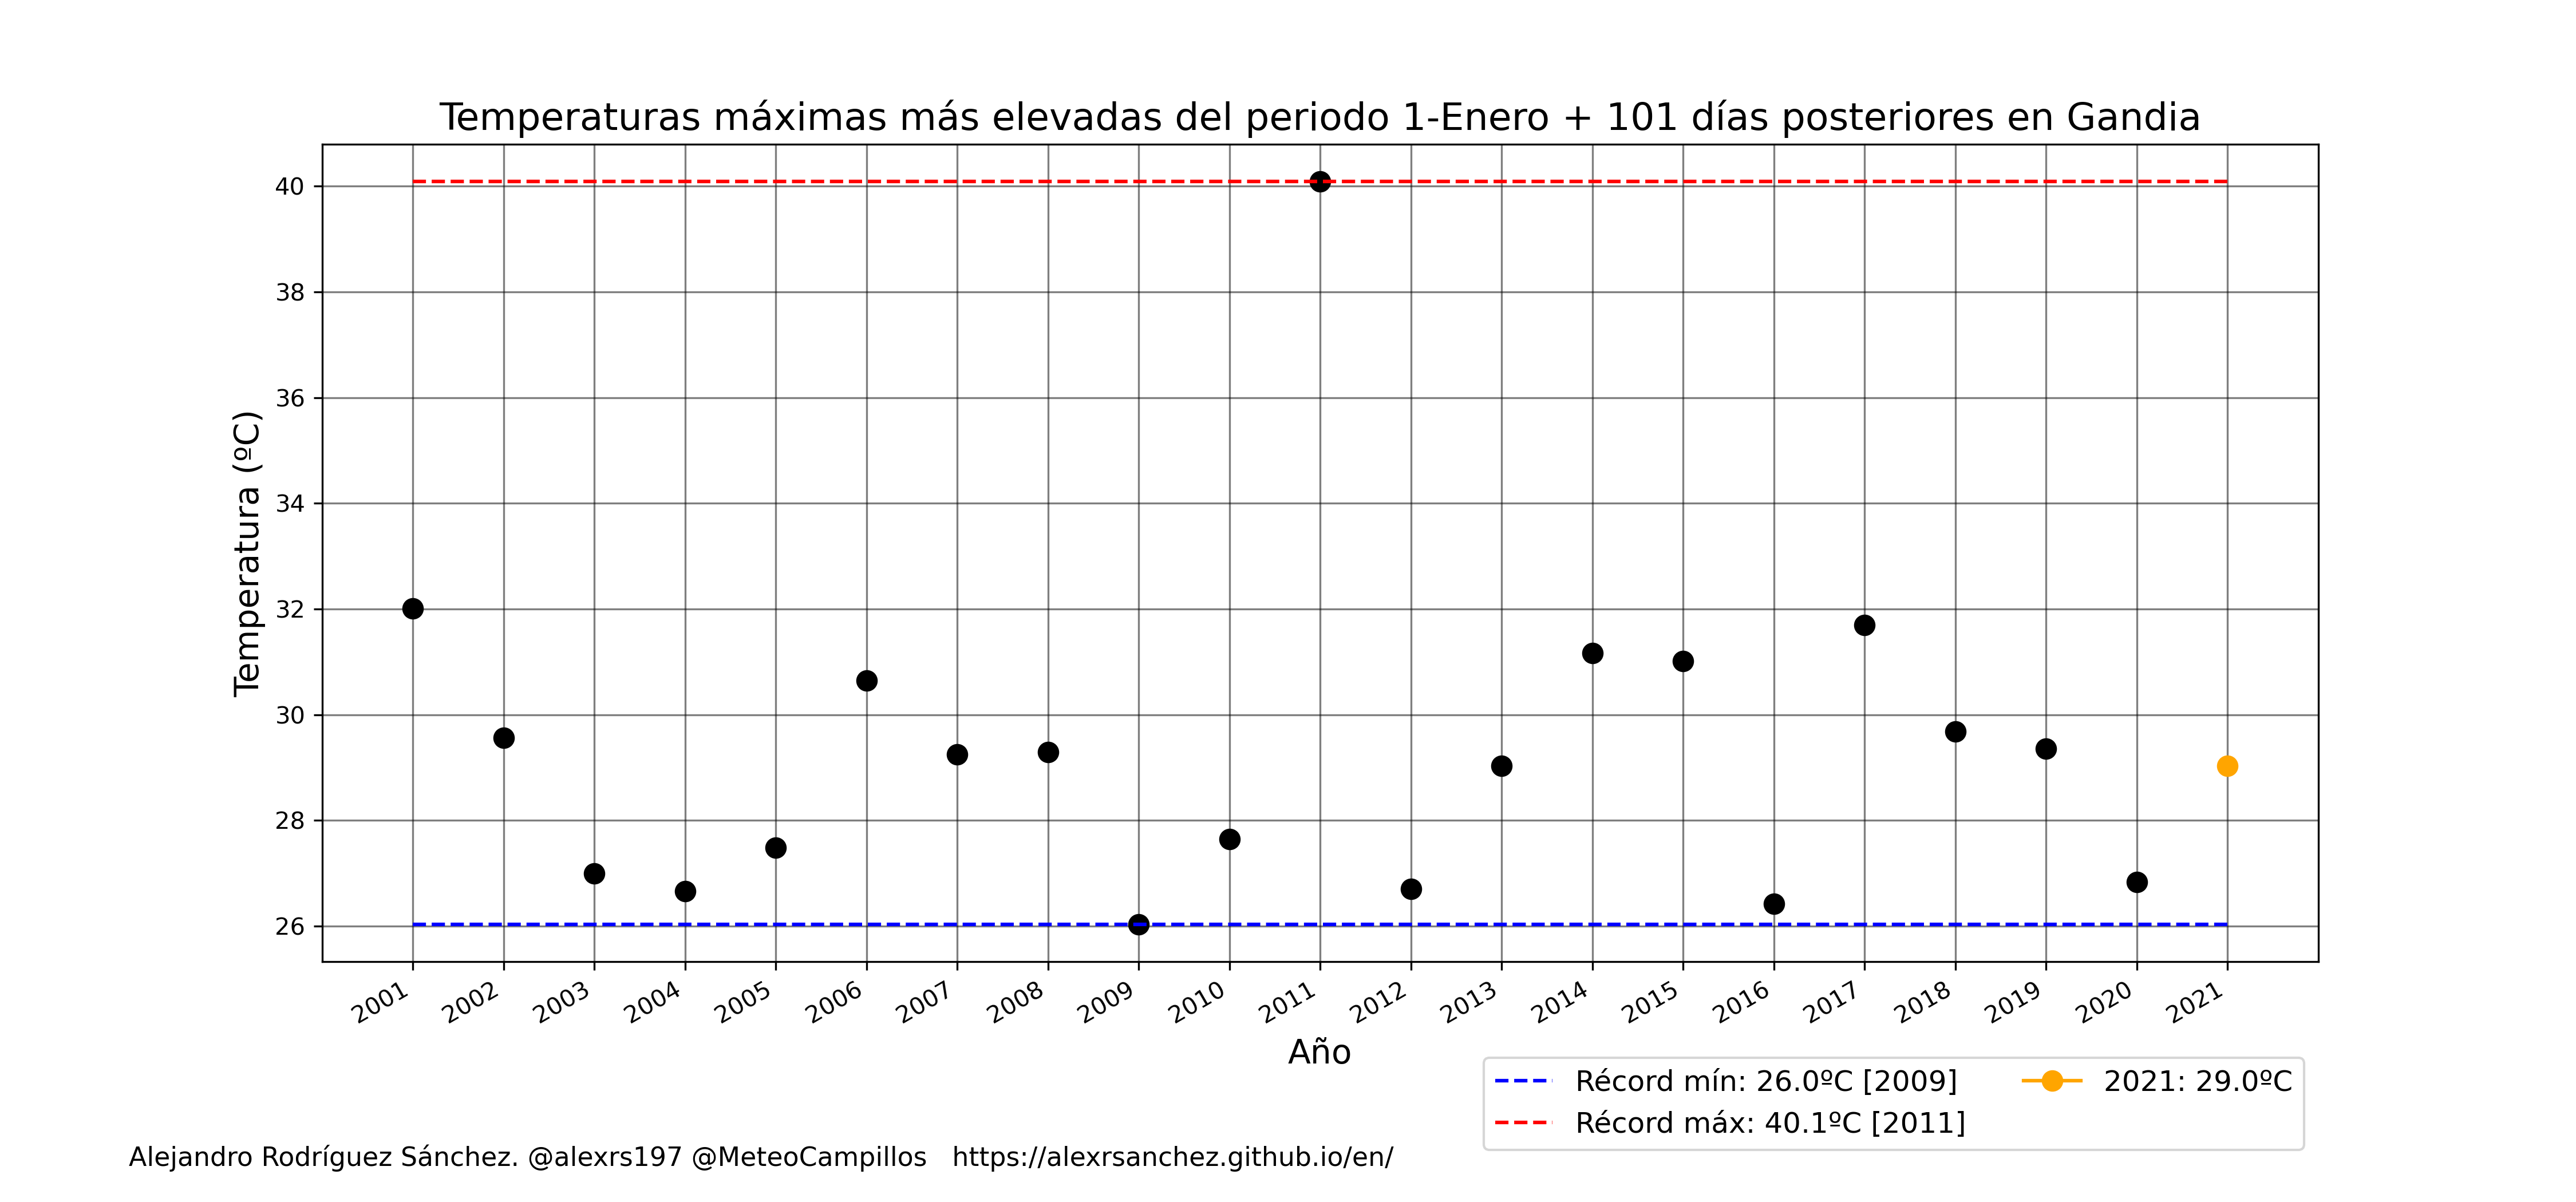 Temperaturas máximas más elevadas del periodo 1-Enero + 101 días posteriores en Gandia
Temperatura (ºC)
40
38
36
34
32
30
28
26
2001 2002 2003 2004 2005 2006 2007 2008 2009 2010 2011 2012 2013 2014 2015 2016 2017 2018 2019 2020 2021
Año
Récord mín: 26.0ºC [2009]
Récord máx: 40.1ºC [2011]
2021: 29.0ºC
Alejandro Rodríguez Sánchez. @alexrs197 @MeteoCampillos https://alexrsanchez.github.io/en/